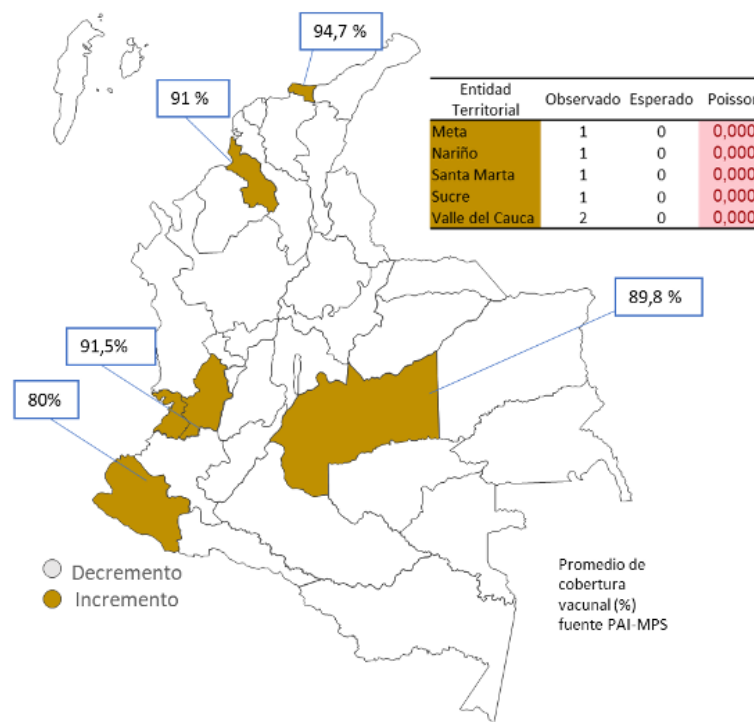 94,7 %
91 %
Entidad Territorial Observado Esperado Poisson
Meta 1 0 0,000
Nariño 1 0 0,000
Santa Marta 1 0 0,000
Sucre 1 0 0,000
Valle del Cauca 2 0 0,000
89,8 %
91,5%
80%
Decremento
Incremento
Promedio de
cobertura
vacunal (%)
fuente PAI-MPS